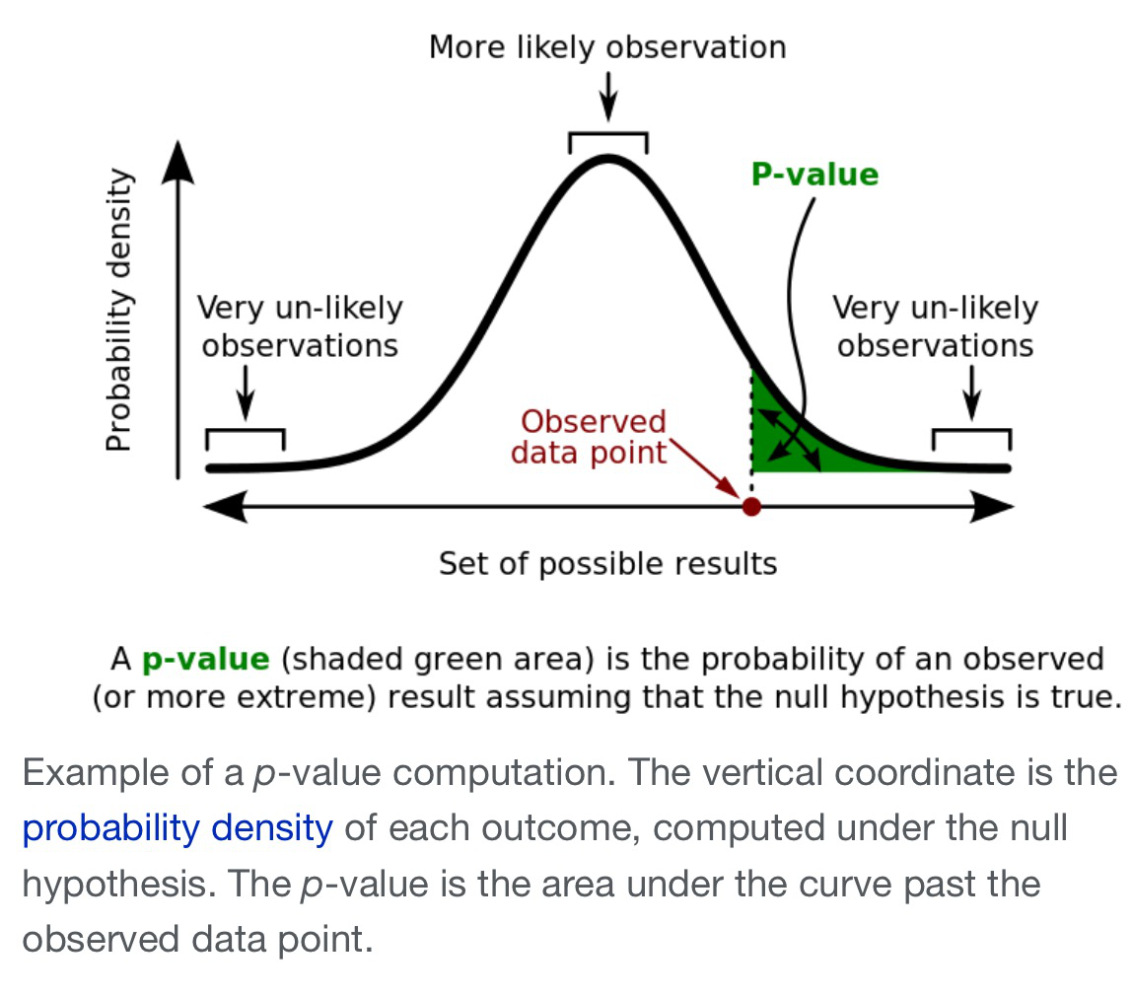 More likely observation
P-value
Probability density
Very un-likely
observations
Very un-likely
observations
Observed
data point
Set of possible results
A p-value (shaded green area) is the probability of an observed
(or more extreme) result assuming that the null hypothesis is true.
Example of a p-value computation. The vertical coordinate is the
probability density of each outcome, computed under the null
hypothesis. The p-value is the area under the curve past the
observed data point.